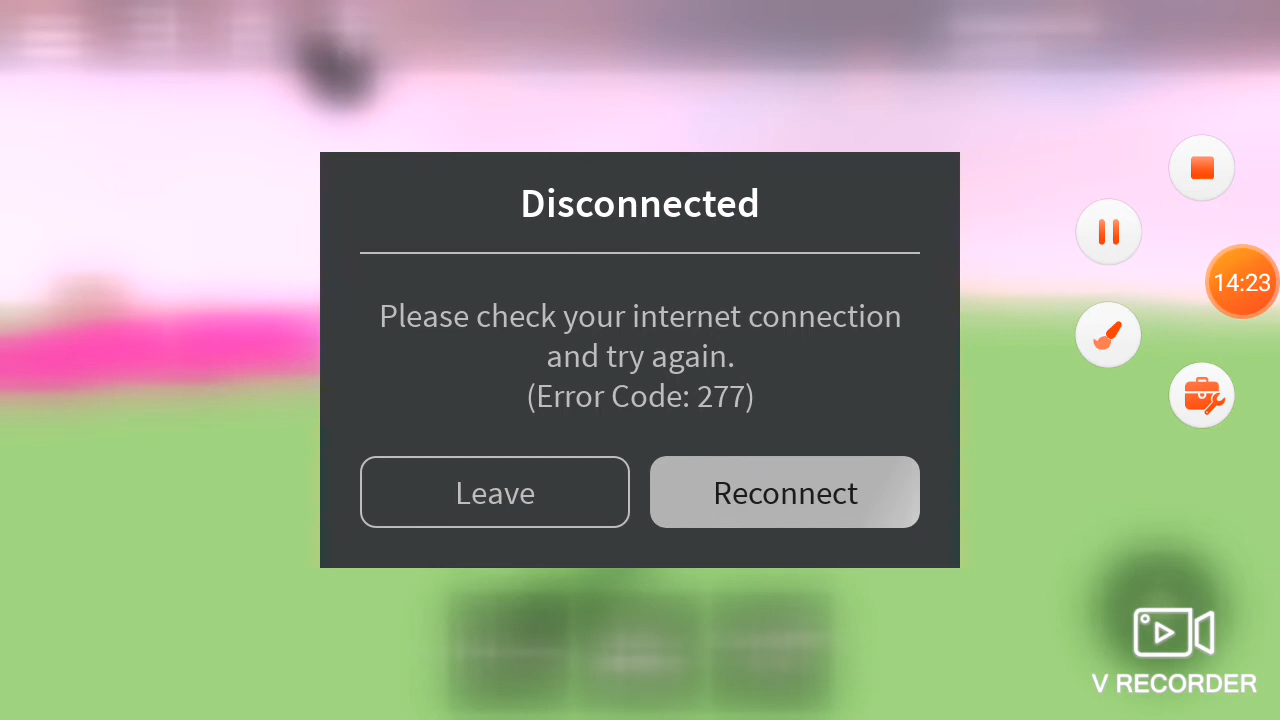 Disconnected
Please check your internet connection
and try again.
(Error Code: 277)
Leave
Reconnect
14:23
V RECORDER